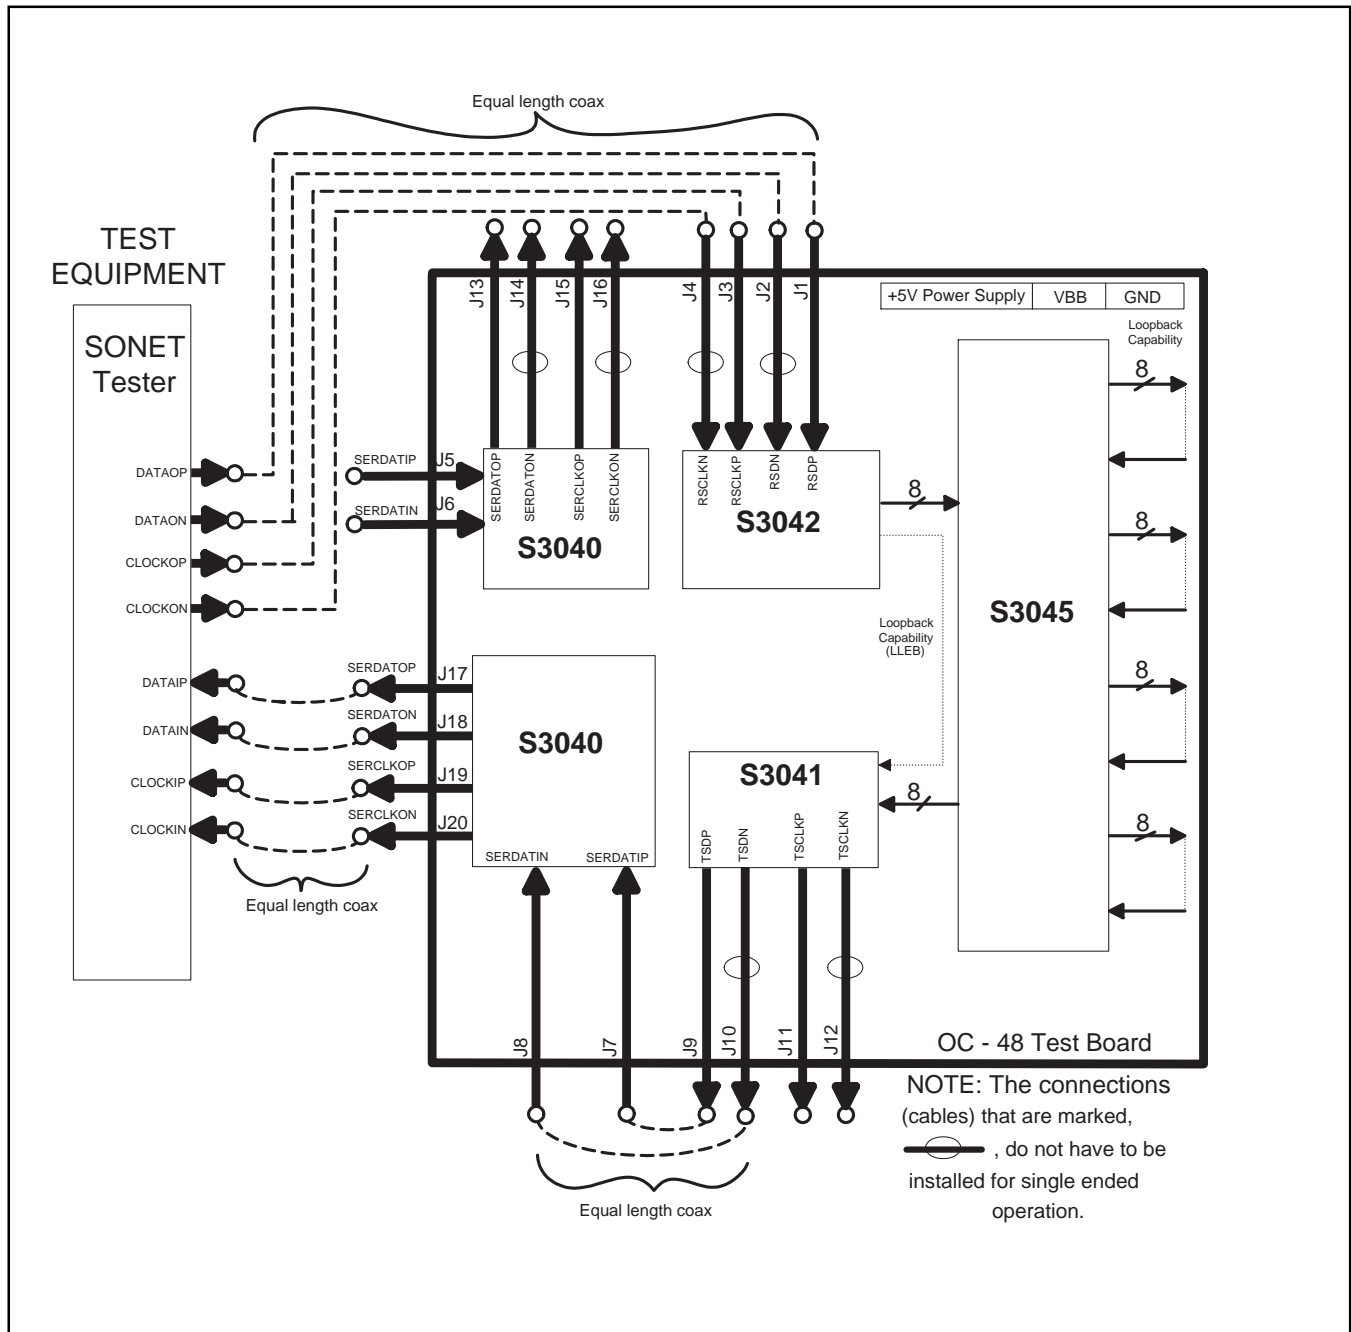 Equal length coax
TEST
EQUIPMENT
SONET
Tester
DATAOP
DATAON
CLOCKOP
CLOCKON
DATAIP
DATAIN
CLOCKIP
CLOCKIN
J13
J14
J15
J16
J4
J3
J2
J1
+5V Power Supply
VBB
GND
Loopback
Capability
8
8
8
8
SERDATIP
J5
SERDATIN
J6
SERDATOP
SERDATON
SERCLKOP
SERCLKON
S3040
RSCLKN
RSCLKP
RSDN
RSDP
S3042
8
Loopback
Capability
(LLEB)
S3045
SERDATOP
J17
SERDATON
J18
SERCLKOP
J19
SERCLKON
J20
S3040
SERDATIN
SERDATIP
Equal length coax
S3041
8
TSDP
TSDN
TSCLKP
TSCLKN
J8
J7
J9
J10
J11
J12
OC - 48 Test Board
NOTE: The connections
(cables) that are marked,
, do not have to be
installed for single ended
operation.
Equal length coax